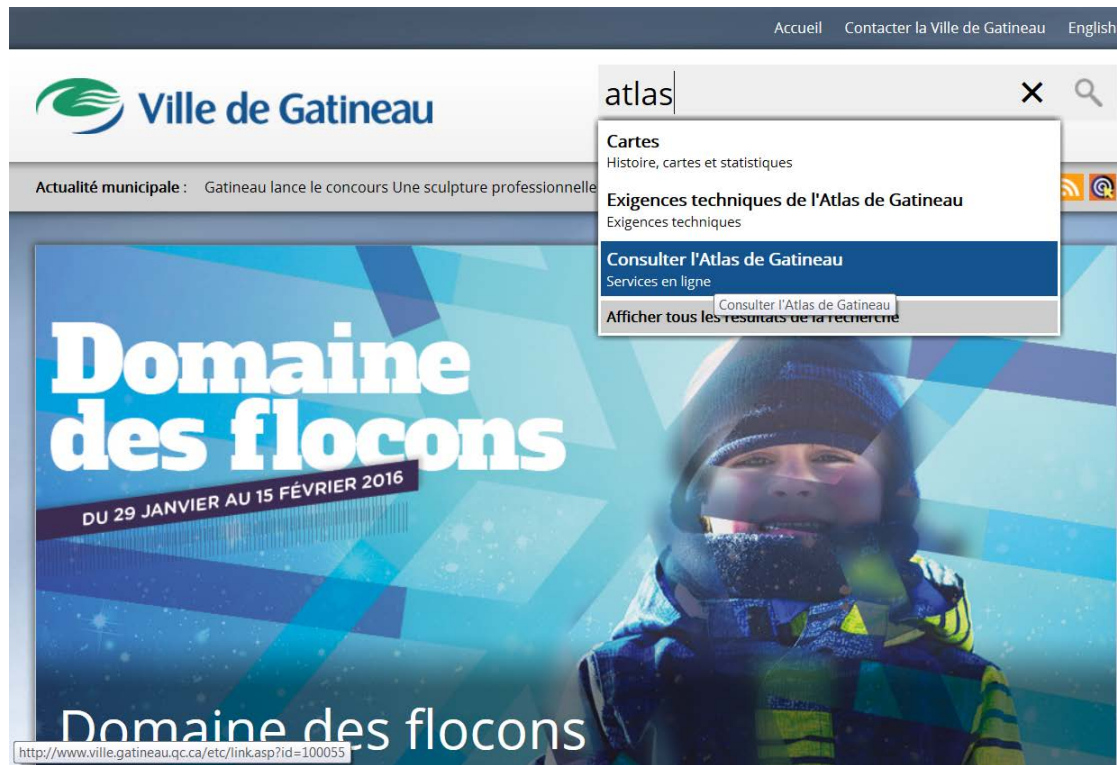 Accueil Contacter la Ville de Gatineau English
Ville de Gatineau
atlas
Cartes
Histoire, cartes et statistiques
Actualité municipale : Gatineau lance le concours Une sculpture professionnelle
Exigences techniques de l'Atlas de Gatineau
Exigences techniques
Consulter l'Atlas de Gatineau
Services en ligne
Consulter l'Atlas de Gatineau
Afficher tous les résultats de la recherche
Domaine
des flocons
DU 29 JANVIER AU 15 FÉVRIER 2016
Domaine des flocons
http://www.ville.gatineau.qc.ca/etc/link.asp?id=100055